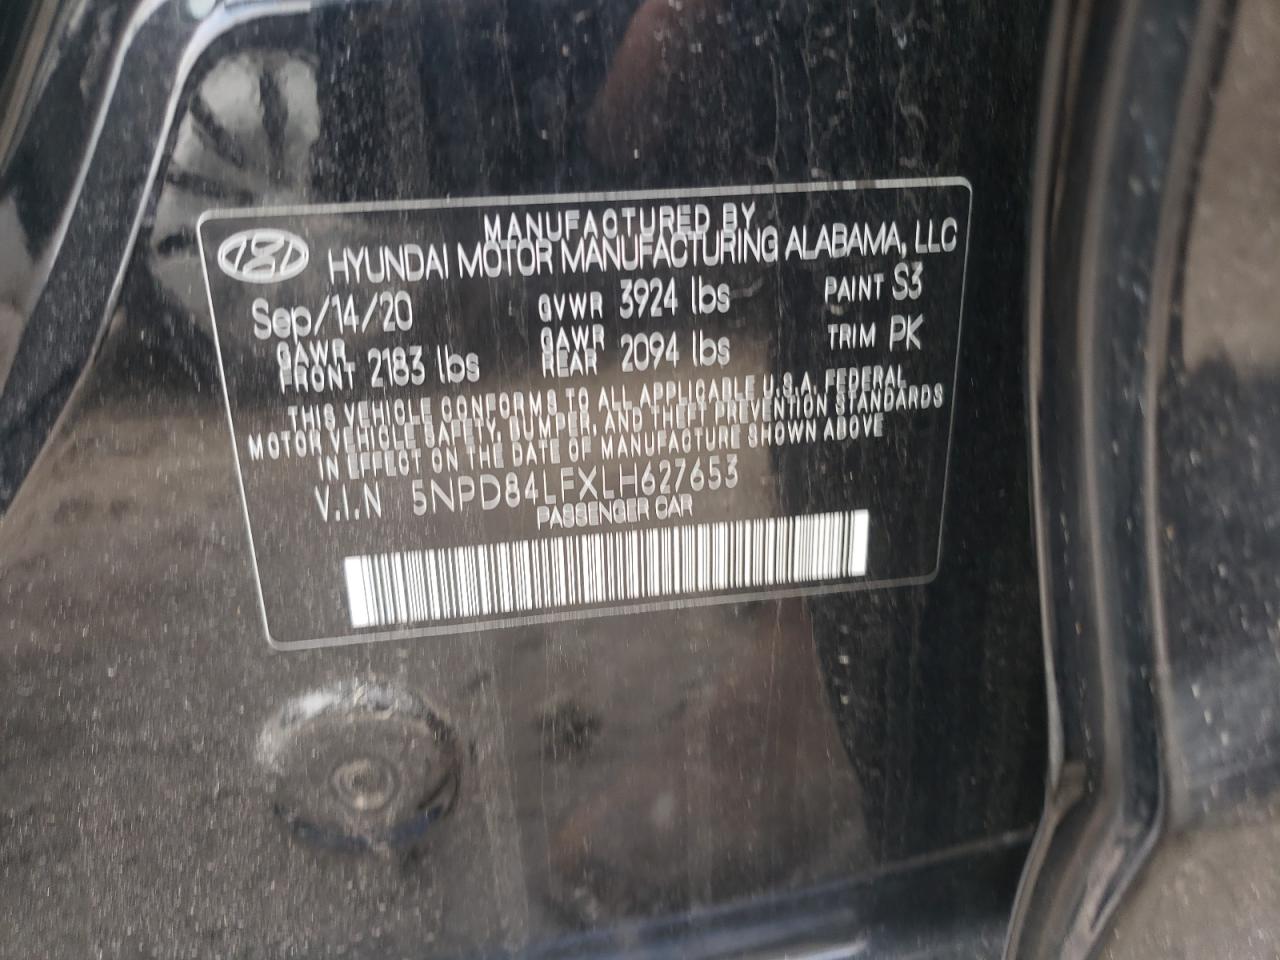 MANUFACTURED BY
HYUNDAI MOTOR MANUFACTURING ALABAMA, LLC
Sep/14/20 GVWR 3924 lbs PAINT S3
GAWR FRONT 2183 lbs GAWR REAR 2094 lbs TRIM PK
THIS VEHICLE CONFORMS TO ALL APPLICABLE U.S.A. FEDERAL
MOTOR VEHICLE SAFETY, BUMPER, AND THEFT PREVENTION STANDARDS
IN EFFECT ON THE DATE OF MANUFACTURE SHOWN ABOVE
V.I.N 5NPD84LFXLH627653
PASSENGER CAR